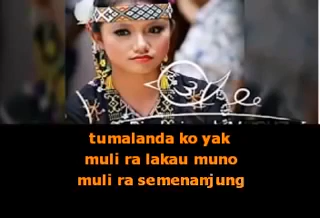 tumalanda ko yak
muli ra lakau muno
muli ra semenanjung